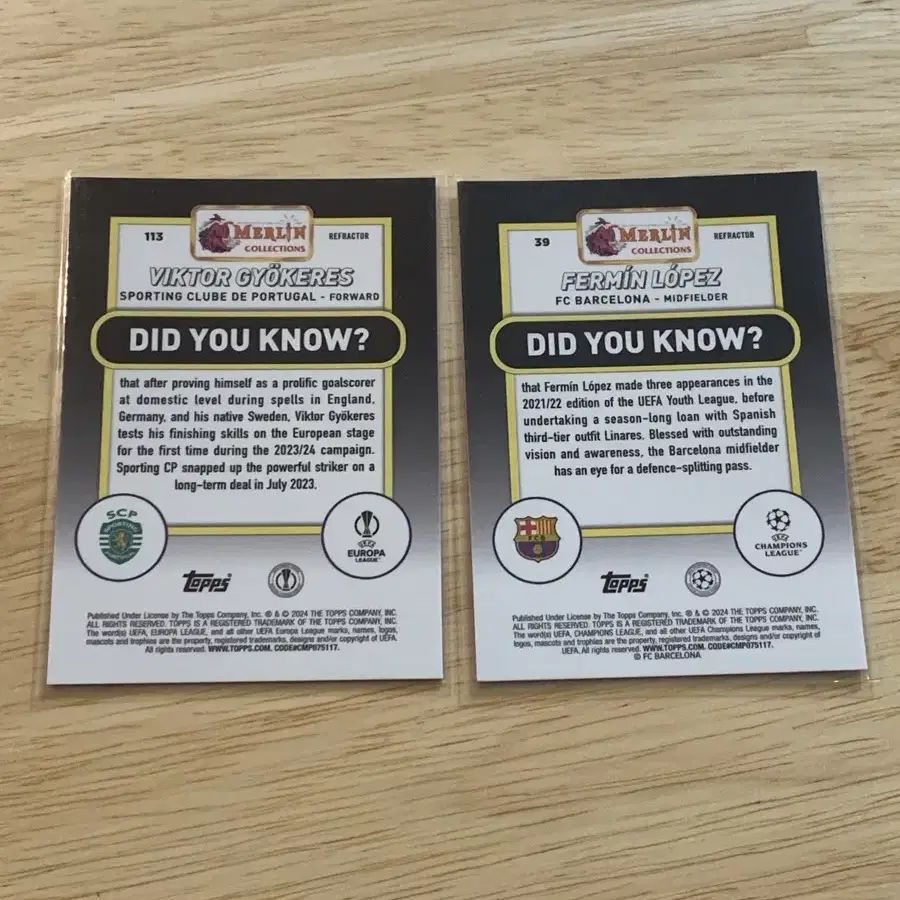 113
MERLIN
COLLECTIONS
REFRACTOR
VIKTOR GYÖKERES
SPORTING CLUBE DE PORTUGAL - FORWARD
DID YOU KNOW?
that after proving himself as a prolific goalscorer
at domestic level during spells in England,
Germany, and his native Sweden, Viktor Gyökeres
tests his finishing skills on the European stage
for the first time during the 2023/24 campaign.
Sporting CP snapped up the powerful striker on a
long-term deal in July 2023.
SCP
SPORTING
UEFA
EUROPA
LEAGUE™
topps
Published Under License by The Topps Company, Inc. ® & © 2024 THE TOPPS COMPANY, INC.
ALL RIGHTS RESERVED. TOPPS IS A REGISTERED TRADEMARK OF THE TOPPS COMPANY, INC.
The word(s) UEFA, EUROPA LEAGUE, and all other UEFA Europa League marks, names, logos,
mascots and trophies are the property, registered trademarks, designs and/or copyright of UEFA.
All rights reserved. WWW.TOPPS.COM. CODE#CMP075117.
39
MERLIN
COLLECTIONS
REFRACTOR
FERMÍN LÓPEZ
FC BARCELONA - MIDFIELDER
DID YOU KNOW?
that Fermín López made three appearances in the
2021/22 edition of the UEFA Youth League, before
undertaking a season-long loan with Spanish
third-tier outfit Linares. Blessed with outstanding
vision and awareness, the Barcelona midfielder
has an eye for a defence-splitting pass.
FCB
UEFA
CHAMPIONS
LEAGUE™
topps
Published Under License by The Topps Company, Inc. ® & © 2024 THE TOPPS COMPANY, INC.
ALL RIGHTS RESERVED. TOPPS IS A REGISTERED TRADEMARK OF THE TOPPS COMPANY, INC.
The word(s) UEFA, CHAMPIONS LEAGUE, and all other UEFA Champions League marks, names,
logos, mascots and trophies are the property, registered trademarks, designs and/or copyright of
UEFA. All rights reserved. WWW.TOPPS.COM. CODE#CMP075117.
© FC BARCELONA